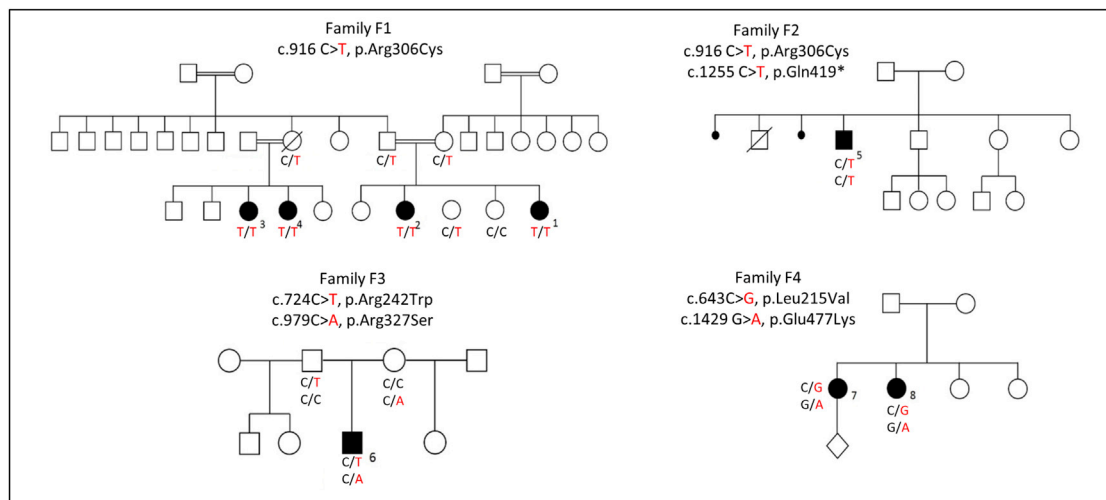 Family F1
c.916 C>T, p.Arg306Cys
C/T
C/T
C/T
3
4
2
1
T/T
T/T
T/T
C/T
C/C
T/T
Family F2
c.916 C>T, p.Arg306Cys
c.1255 C>T, p.Gln419*
5
C/T
C/T
Family F3
c.724C>T, p.Arg242Trp
c.979C>A, p.Arg327Ser
C/T
C/C
C/C
C/A
6
C/T
C/A
Family F4
c.643C>G, p.Leu215Val
c.1429 G>A, p.Glu477Lys
C/G
G/A
7
8
C/G
G/A